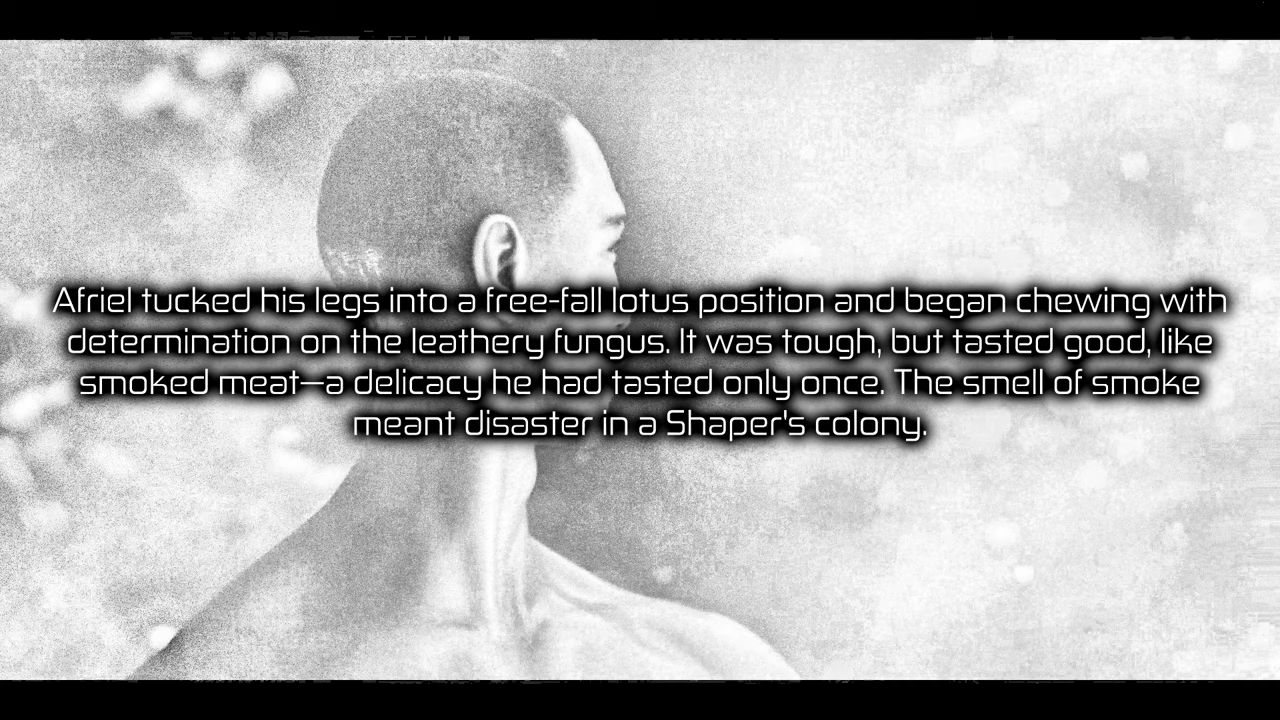 Afriel tucked his legs into a free-fall lotus position and began chewing with
determination on the leathery fungus. It was tough, but tasted good, like
smoked meat—a delicacy he had tasted only once. The smell of smoke
meant disaster in a Shaper's colony.